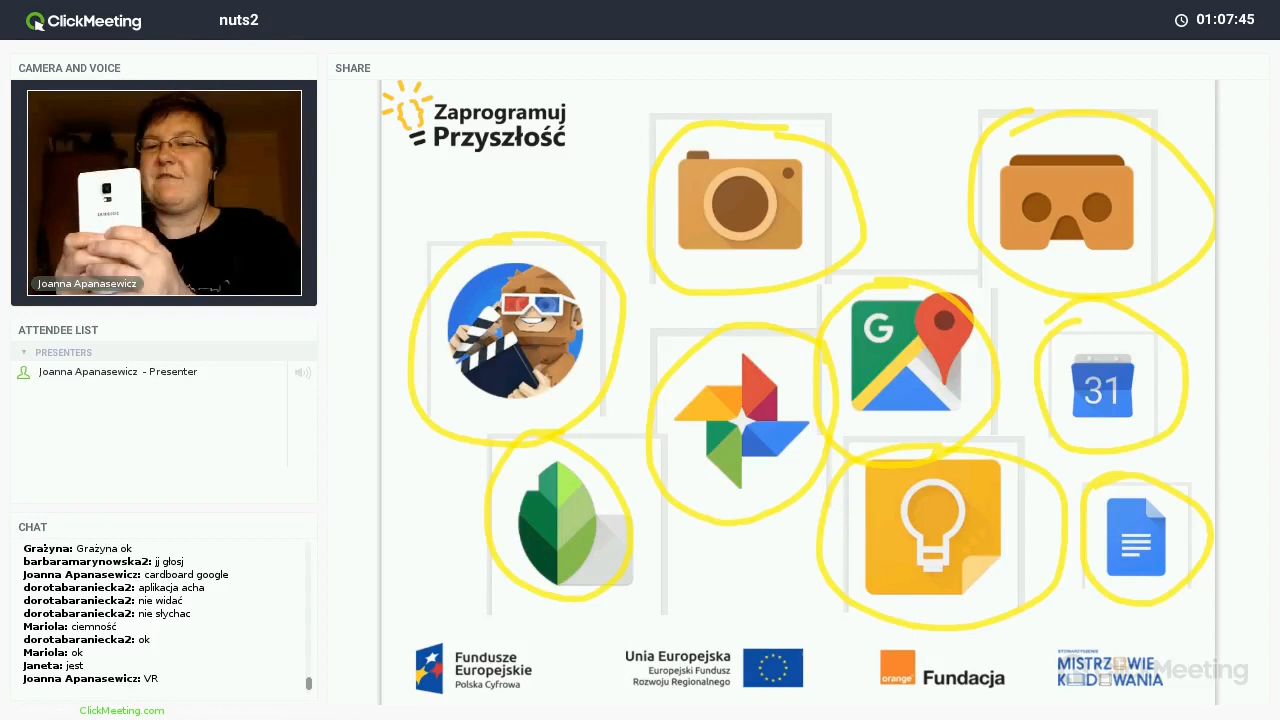 ClickMeeting
nuts2
01:07:45
CAMERA AND VOICE
SHARE
SAMSUNG
Joanna Apanasewicz
ATTENDEE LIST
PRESENTERS
Joanna Apanasewicz - Presenter
CHAT
Grażyna: Grażyna ok
barbaramarynowska2: jj głosj
Joanna Apanasewicz: cardboard google
dorotabaraniecka2: aplikacja acha
dorotabaraniecka2: nie widać
dorotabaraniecka2: nie słychac
Mariola: ciemność
dorotabaraniecka2: ok
Mariola: ok
Janeta: jest
Joanna Apanasewicz: VR
ClickMeeting.com
Zaprogramuj
Przyszłość
G
31
Fundusze
Europejskie
Polska Cyfrowa
Unia Europejska
Europejski Fundusz
Rozwoju Regionalnego
orange
Fundacja
STOWARZYSZENIE
MISTRZOWIE
KODOWANIA
ClickMeeting